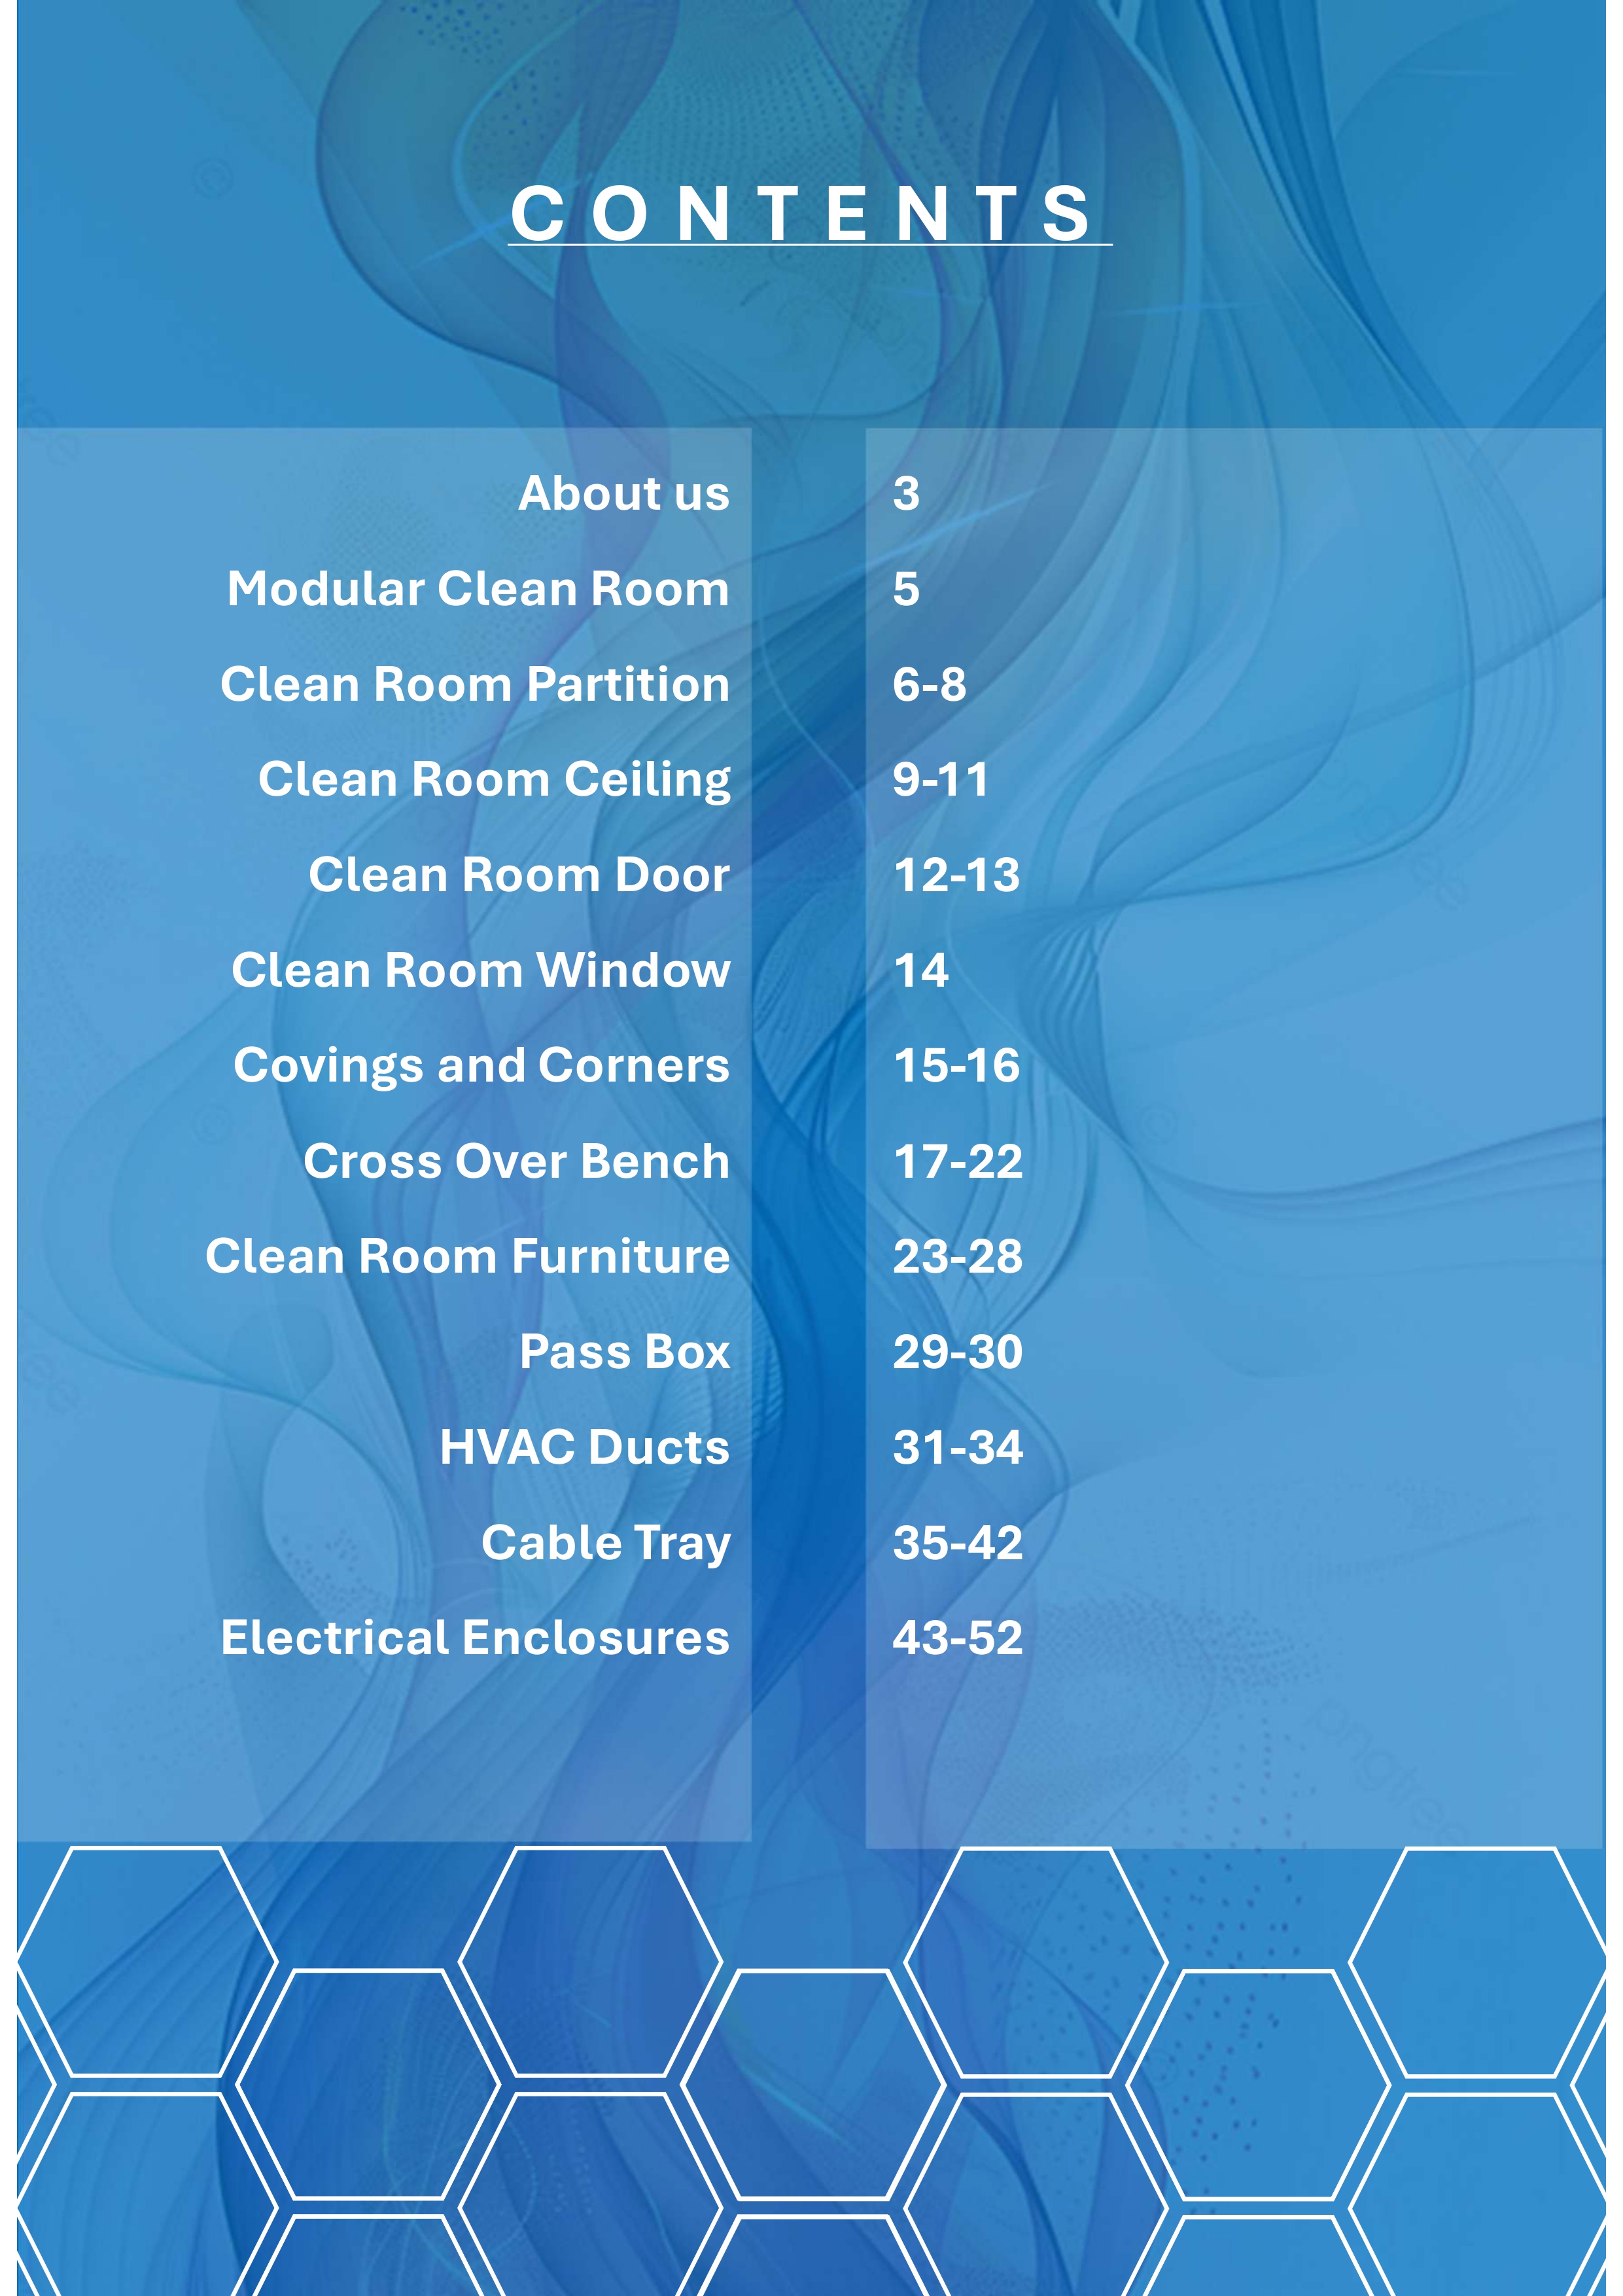 CONTENTS
About us 3
Modular Clean Room 5
Clean Room Partition 6-8
Clean Room Ceiling 9-11
Clean Room Door 12-13
Clean Room Window 14
Covings and Corners 15-16
Cross Over Bench 17-22
Clean Room Furniture 23-28
Pass Box 29-30
HVAC Ducts 31-34
Cable Tray 35-42
Electrical Enclosures 43-52